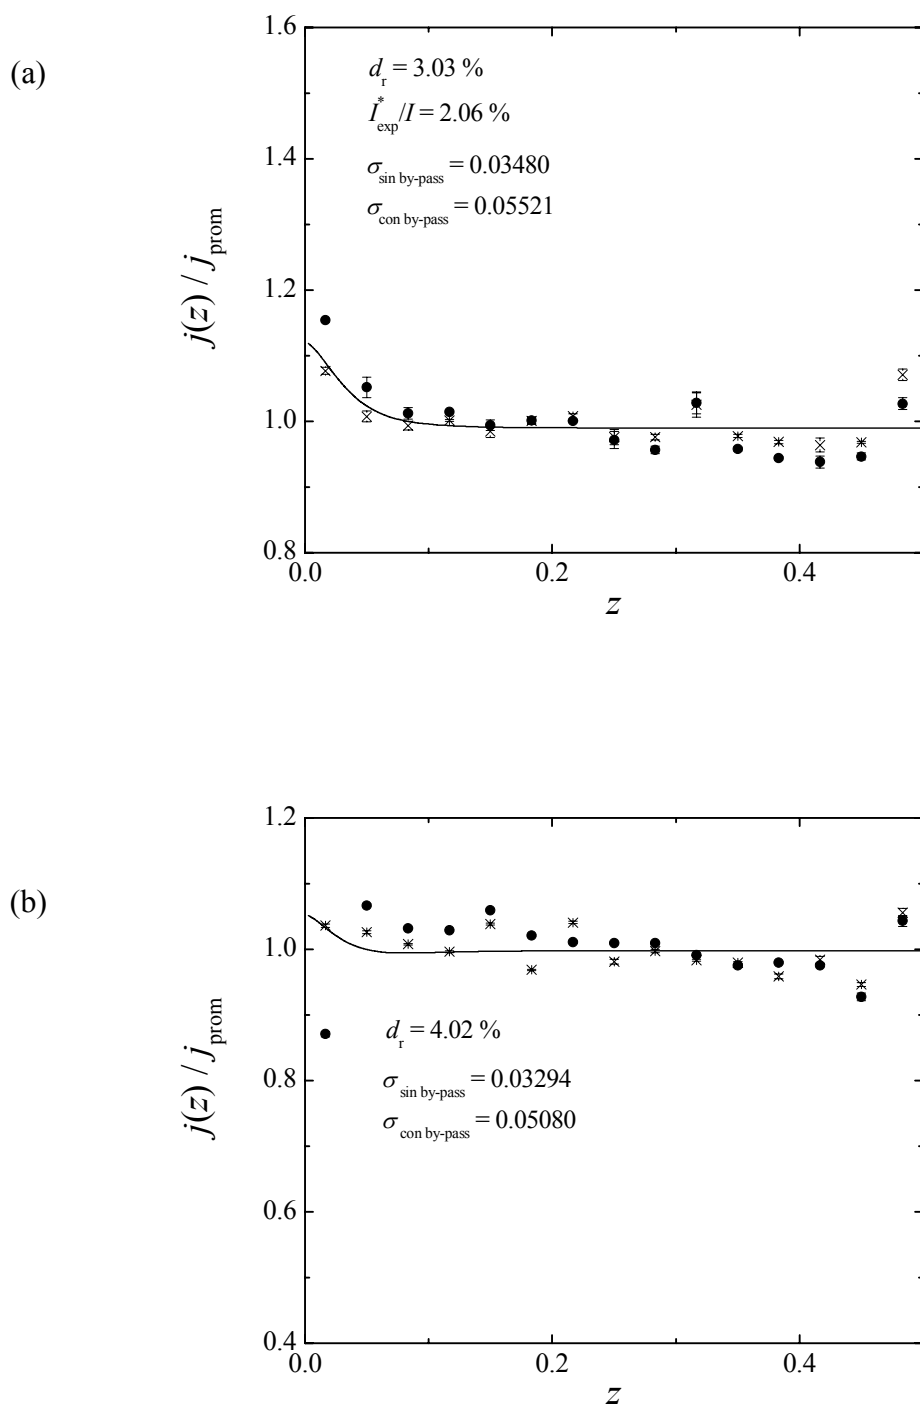 (a)
d_r = 3.03 %
I*_exp/I = 2.06 %
σ_sin by-pass = 0.03480
σ_con by-pass = 0.05521
j(z) / j_prom
1.6
1.4
1.2
1.0
0.8
0.0 0.2 0.4
z
(b)
j(z) / j_prom
1.2
1.0
0.8
0.6
0.4
d_r = 4.02 %
σ_sin by-pass = 0.03294
σ_con by-pass = 0.05080
0.0 0.2 0.4
z